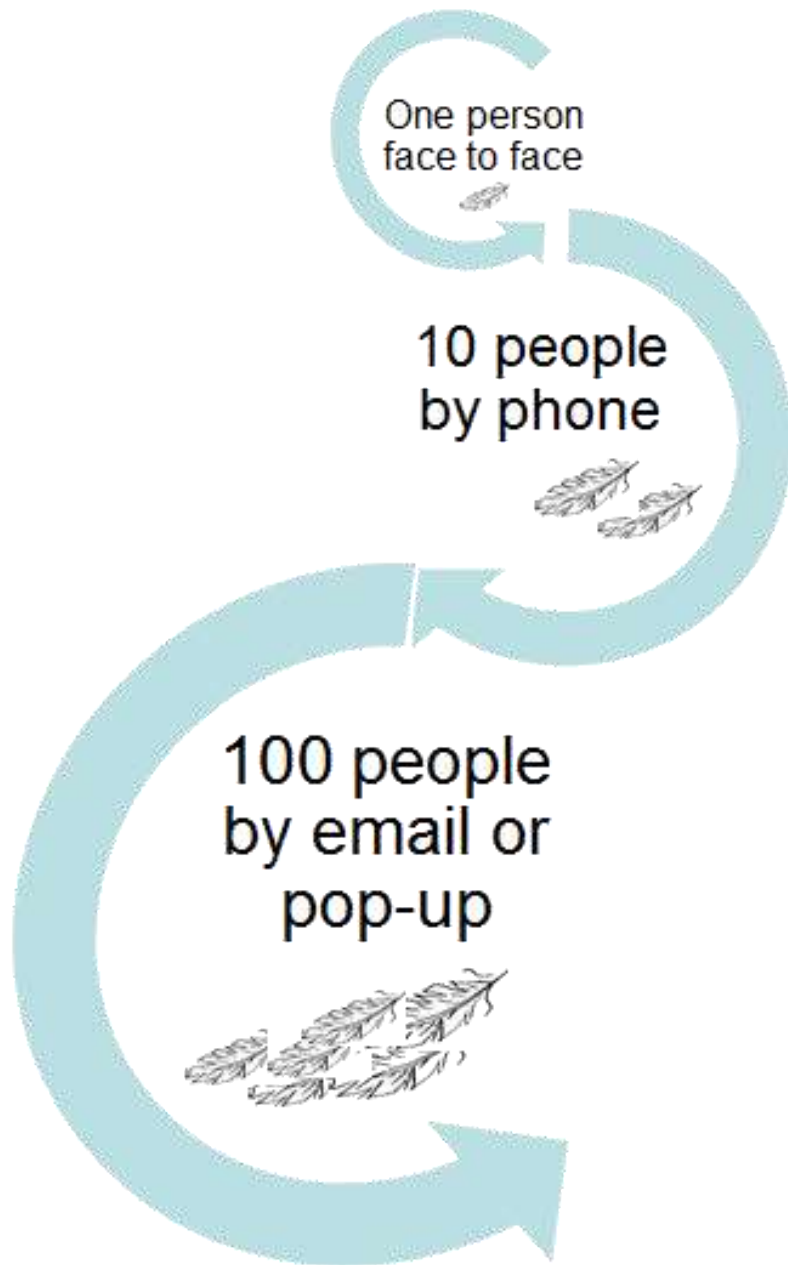 One person
face to face
10 people
by phone
100 people
by email or
pop-up